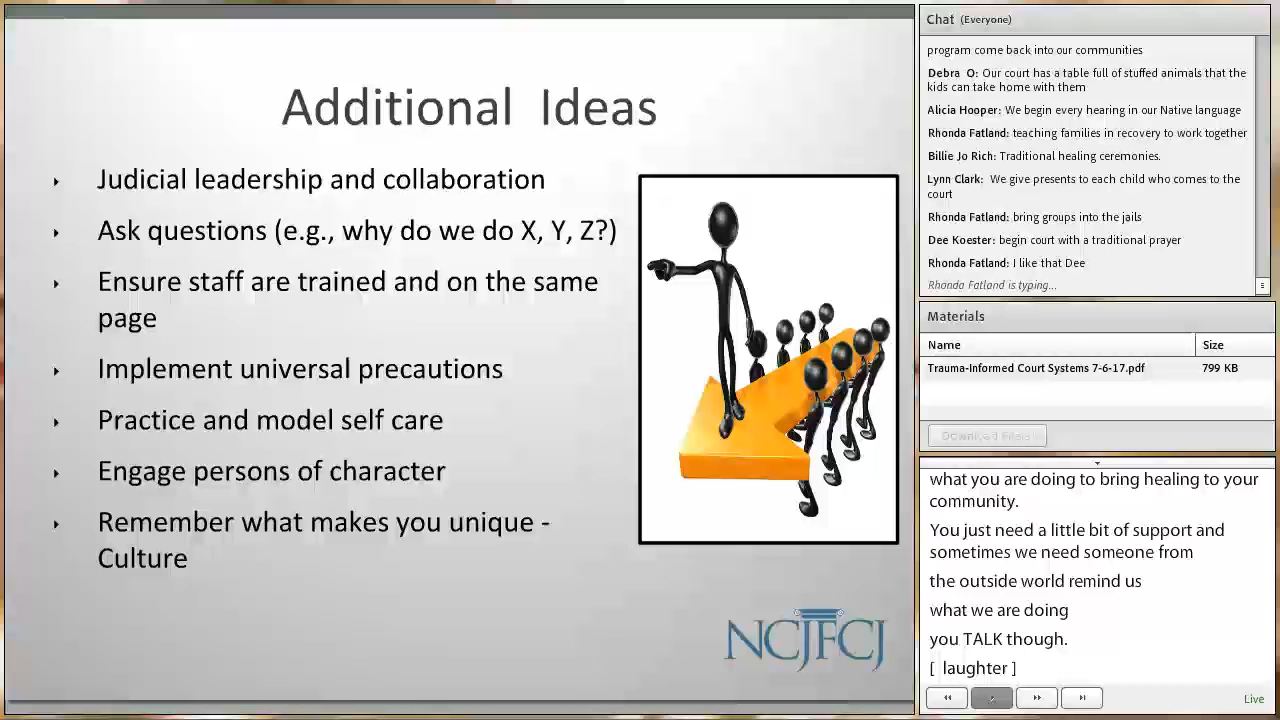 Additional Ideas
Judicial leadership and collaboration
Ask questions (e.g., why do we do X, Y, Z?)
Ensure staff are trained and on the same
page
Implement universal precautions
Practice and model self care
Engage persons of character
Remember what makes you unique -
Culture
NCJFCJ
Chat (Everyone)
program come back into our communities
Debra O: Our court has a table full of stuffed animals that the
kids can take home with them
Alicia Hooper: We begin every hearing in our Native language
Rhonda Fatland: teaching families in recovery to work together
Billie Jo Rich: Traditional healing ceremonies.
Lynn Clark: We give presents to each child who comes to the
court
Rhonda Fatland: bring groups into the jails
Dee Koester: begin court with a traditional prayer
Rhonda Fatland: I like that Dee
Rhonda Fatland is typing...
Materials
Name Size
Trauma-Informed Court Systems 7-6-17.pdf 799 KB
Download File(s)
what you are doing to bring healing to your
community.
You just need a little bit of support and
sometimes we need someone from
the outside world remind us
what we are doing
you TALK though.
[ laughter ]
Live